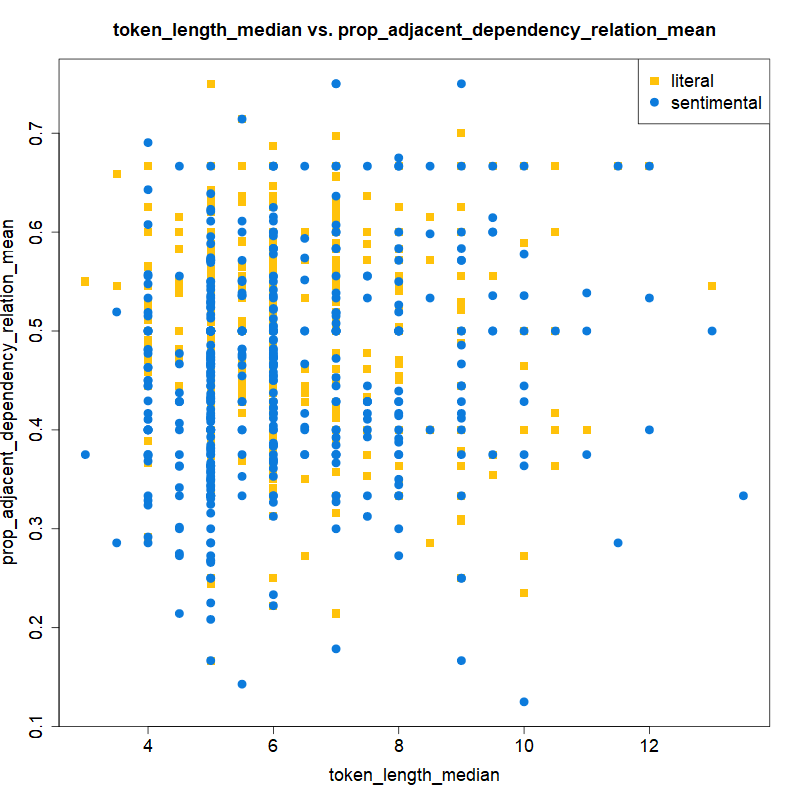 token_length_median vs. prop_adjacent_dependency_relation_mean
literal
sentimental
prop_adjacent_dependency_relation_mean
0.7
0.6
0.5
0.4
0.3
0.2
0.1
4 6 8 10 12
token_length_median